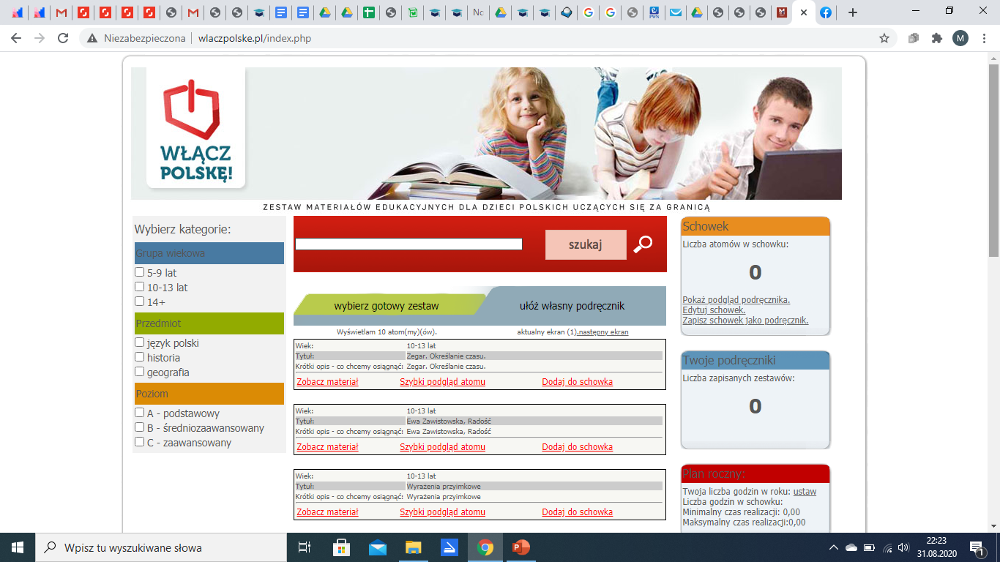 Nc
Niezabezpieczona
wlaczpolske.pl/index.php
M
WŁĄCZ
POLSKĘ!
ZESTAW MATERIAŁÓW EDUKACYJNYCH DLA DZIECI POLSKICH UCZĄCYCH SIĘ ZA GRANICĄ
Wybierz kategorie:
Grupa wiekowa
5-9 lat
10-13 lat
14+
Przedmiot
język polski
historia
geografia
Poziom
A - podstawowy
B - średniozaawansowany
C - zaawansowany
szukaj
wybierz gotowy zestaw
ułóż własny podręcznik
Wyświetlam 10 atom(my)(ów).
aktualny ekran (1).następny ekran
Wiek: 10-13 lat
Tytuł: Zegar. Określanie czasu.
Krótki opis - co chcemy osiągnąć: Zegar. Określanie czasu.
Zobacz materiał Szybki podgląd atomu Dodaj do schowka
Wiek: 10-13 lat
Tytuł: Ewa Zawistowska, Radość
Krótki opis - co chcemy osiągnąć: Ewa Zawistowska, Radość
Zobacz materiał Szybki podgląd atomu Dodaj do schowka
Wiek: 10-13 lat
Tytuł: Wyrażenia przyimkowe
Krótki opis - co chcemy osiągnąć: Wyrażenia przyimkowe
Zobacz materiał Szybki podgląd atomu Dodaj do schowka
Schowek
Liczba atomów w schowku:
0
Pokaż podgląd podręcznika.
Edytuj schowek.
Zapisz schowek jako podręcznik.
Twoje podręczniki
Liczba zapisanych zestawów:
0
Plan roczny:
Twoja liczba godzin w roku: ustaw
Liczba godzin w schowku:
Minimalny czas realizacji: 0,00
Maksymalny czas realizacji:0,00
Wpisz tu wyszukiwane słowa
22:23
31.08.2020
1